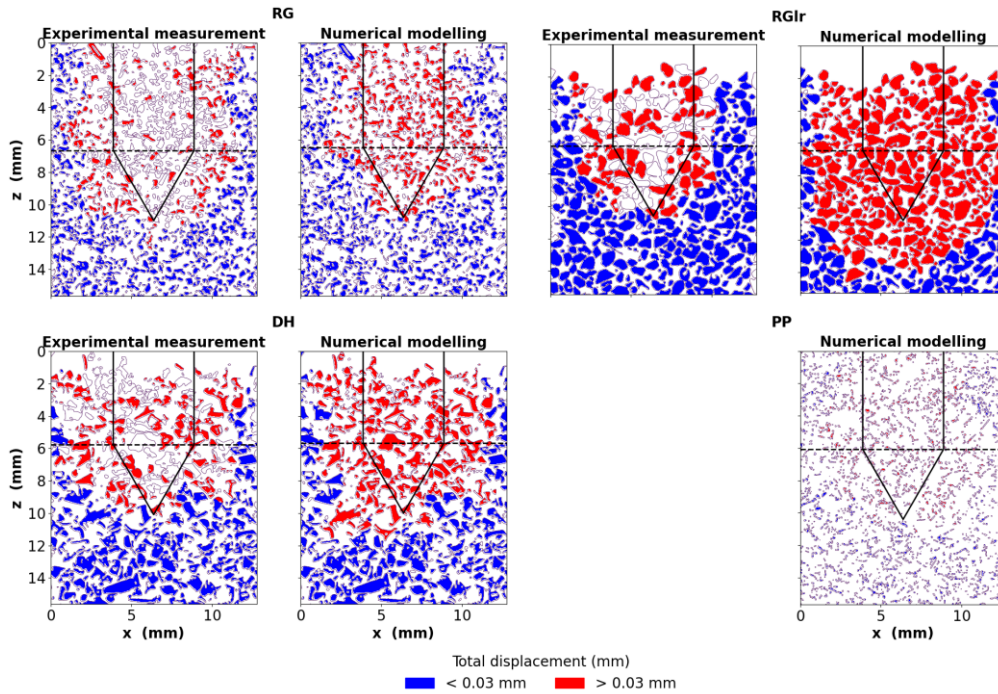 RG
RGlr
Experimental measurement
Numerical modelling
Experimental measurement
Numerical modelling
0
2
4
6
8
10
12
14
z (mm)
DH
PP
Experimental measurement
Numerical modelling
Numerical modelling
0
2
4
6
8
10
12
14
z (mm)
0 5 10
0 5 10
0 5 10
x (mm)
x (mm)
x (mm)
Total displacement (mm)
< 0.03 mm > 0.03 mm